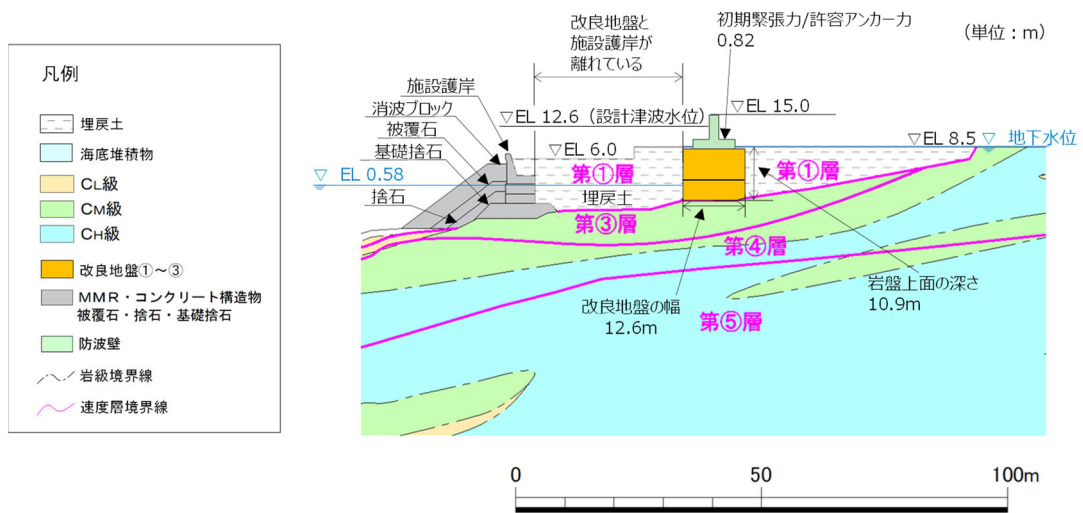 凡例
埋戻土
海底堆積物
CL級
CM級
CH級
改良地盤①～③
MMR・コンクリート構造物
被覆石・捨石・基礎捨石
防波壁
岩級境界線
速度層境界線
(単位：m)
改良地盤と
施設護岸が
離れている
初期緊張力/許容アンカー力
0.82
施設護岸
消波ブロック
被覆石
基礎捨石
捨石
▽EL 12.6（設計津波水位）
▽EL 15.0
▽EL 6.0
▽EL 8.5
▽ 地下水位
▽ EL 0.58
第①層
第①層
埋戻土
第③層
第④層
第⑤層
改良地盤の幅
12.6m
岩盤上面の深さ
10.9m
0
50
100m